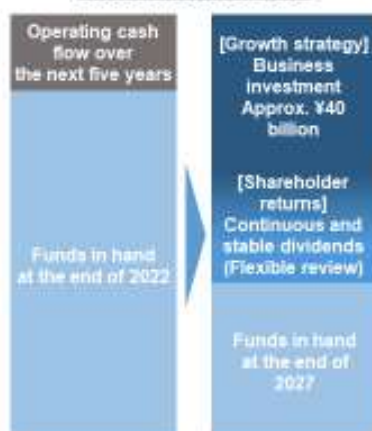 Operating cash
flow over
the next five years
Funds in hand
at the end of 2022
[Growth strategy]
Business
investment
Approx. ¥40
billion
[Shareholder
returns]
Continuous and
stable dividends
(Flexible review)
Funds in hand
at the end of
2027